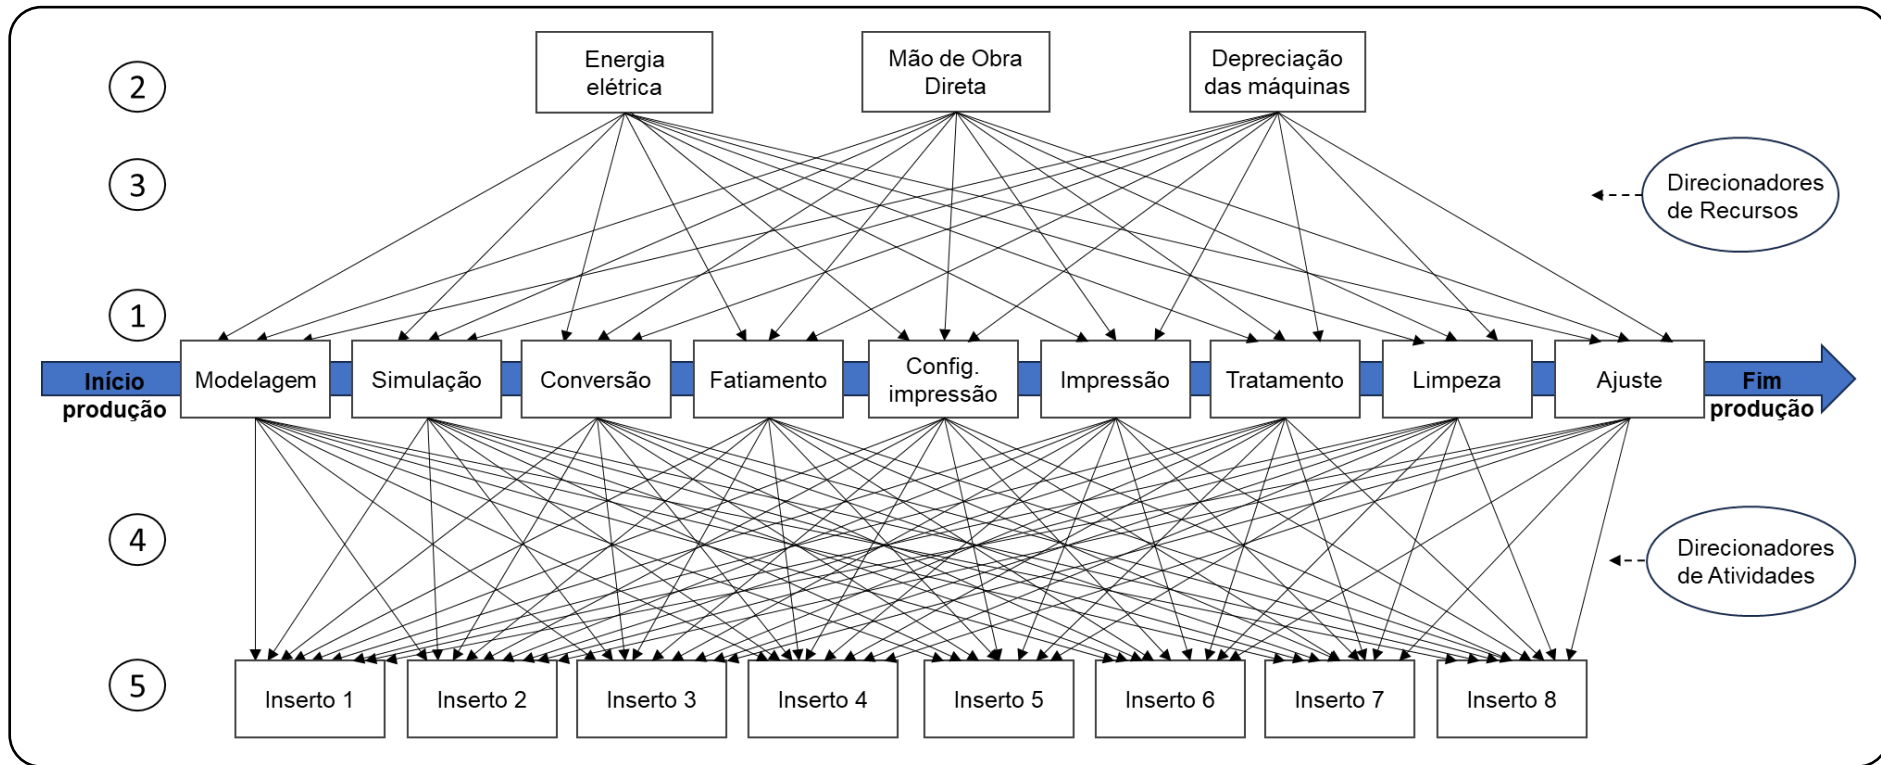 2
Energia
elétrica
Mão de Obra
Direta
Depreciação
das máquinas
3
Direcionadores
de Recursos
1
Início
produção
Modelagem
Simulação
Conversão
Fatiamento
Config.
impressão
Impressão
Tratamento
Limpeza
Ajuste
Fim
produção
4
Direcionadores
de Atividades
5
Inserto 1
Inserto 2
Inserto 3
Inserto 4
Inserto 5
Inserto 6
Inserto 7
Inserto 8